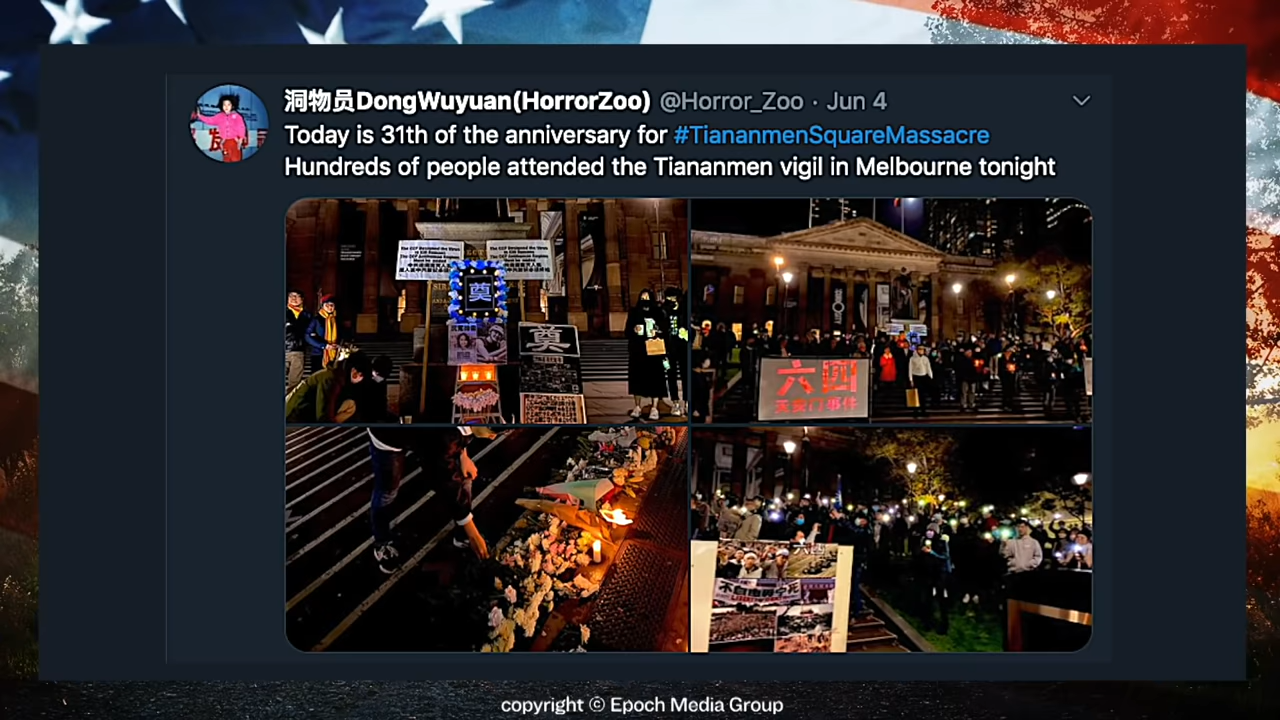 洞物员DongWuyuan(HorrorZoo) @Horror_Zoo · Jun 4
Today is 31th of the anniversary for #TiananmenSquareMassacre
Hundreds of people attended the Tiananmen vigil in Melbourne tonight
奠
奠
六四
天安门事件
六四
copyright © Epoch Media Group